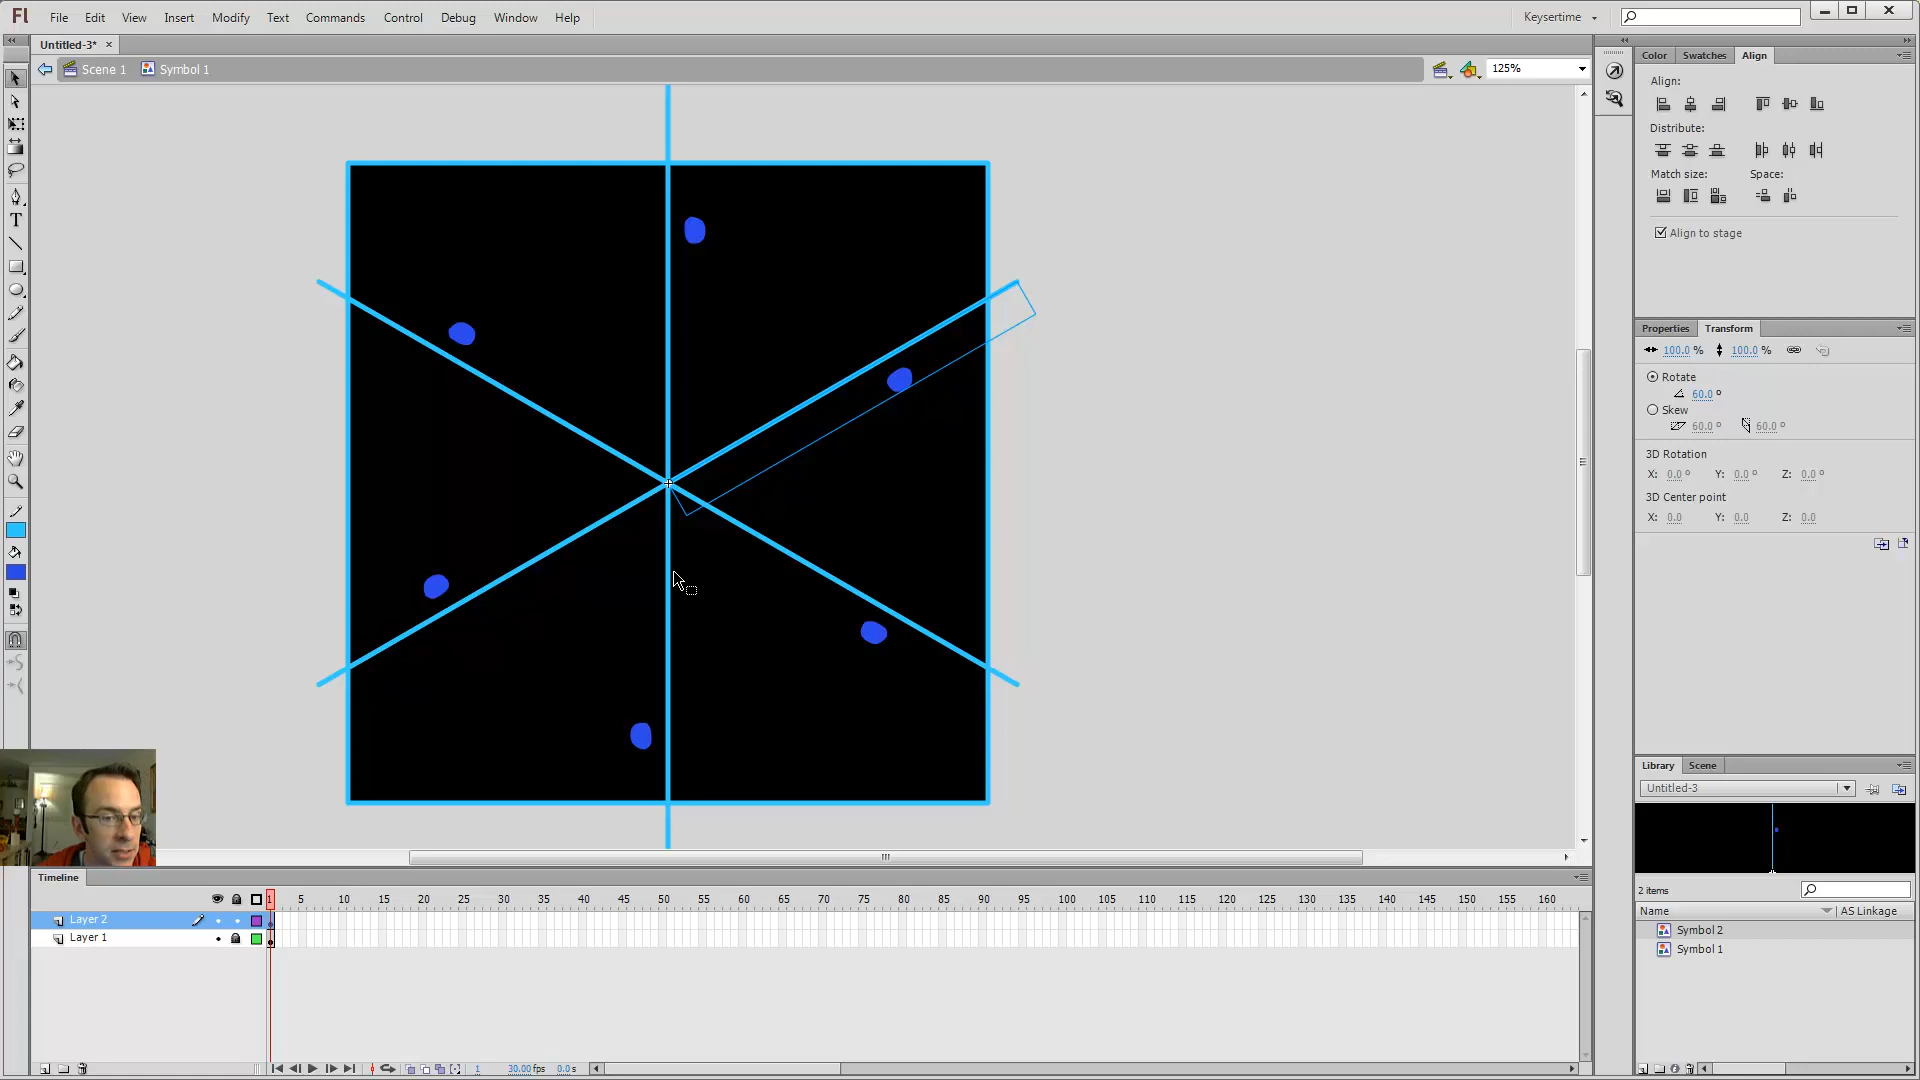 Fl File Edit View Insert Text Commands Control Debug Window Help Keysertime
Untitled-3* ×
Scene 1 Symbol 1 125%
Color Swatches Align
Align:
Distribute:
Match size: Space:
Align to stage
Properties Transform
100.0 % 100.0 %
Rotate
60.0 °
Skew
60.0 ° 60.0 °
3D Rotation
X: 0.0 ° Y: 0.0 ° Z: 0.0 °
3D Center point
X: 0.0 Y: 0.0 Z: 0.0
Library Scene
Untitled-3
2 items
Name AS Linkage
Symbol 2
Symbol 1
T
Timeline
1 5 10 15 20 25 30 35 40 45 50 55 60 65 70 75 80 85 90 95 100 105 110 115 120 125 130 135 140 145 150 155 160
Layer 2
Layer 1
1 30.00 fps 0.0 s